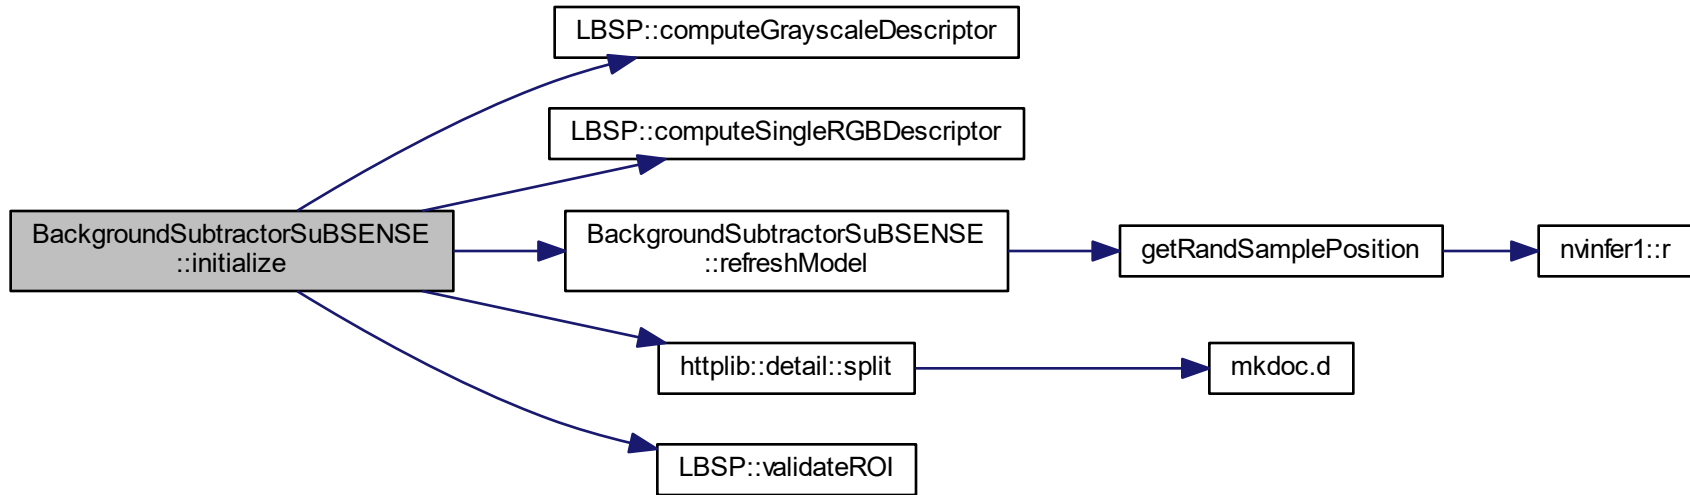 LBSP::computeGrayscaleDescriptor
LBSP::computeSingleRGBDescriptor
BackgroundSubtractorSuBSENSE
::initialize
BackgroundSubtractorSuBSENSE
::refreshModel
getRandSamplePosition
nvinfer1::r
httplib::detail::split
mkdoc.d
LBSP::validateROI